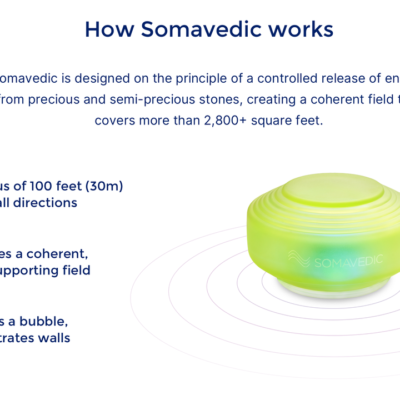 How Somavedic works
omavedic is designed on the principle of a controlled release of en
from precious and semi-precious stones, creating a coherent field t
covers more than 2,800+ square feet.
us of 100 feet (30m)
all directions
es a coherent,
upporting field
s a bubble,
trates walls
SOMAVEDIC